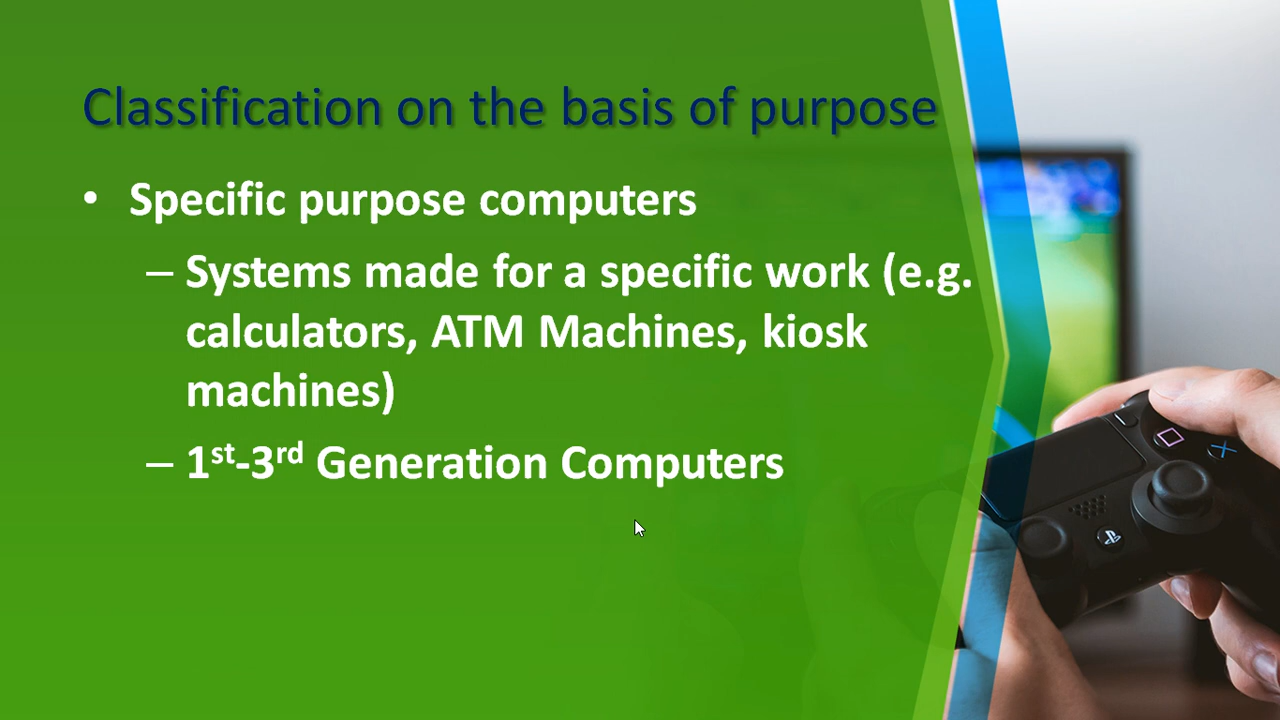 Classification on the basis of purpose
• Specific purpose computers
– Systems made for a specific work (e.g.
calculators, ATM Machines, kiosk
machines)
– 1st-3rd Generation Computers